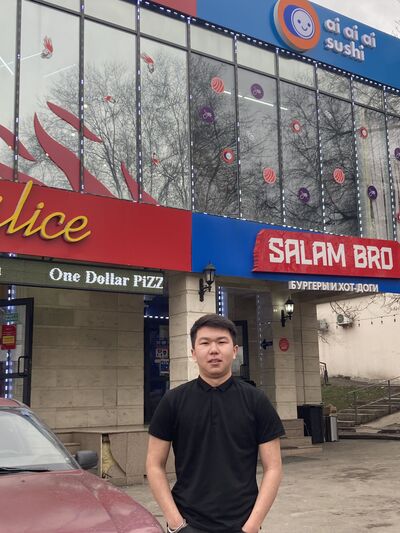 ai ai ai
sushi
lice
SALAM BRO
One Dollar PiZZ
БУРГЕРЫ И ХОТ-ДОГИ